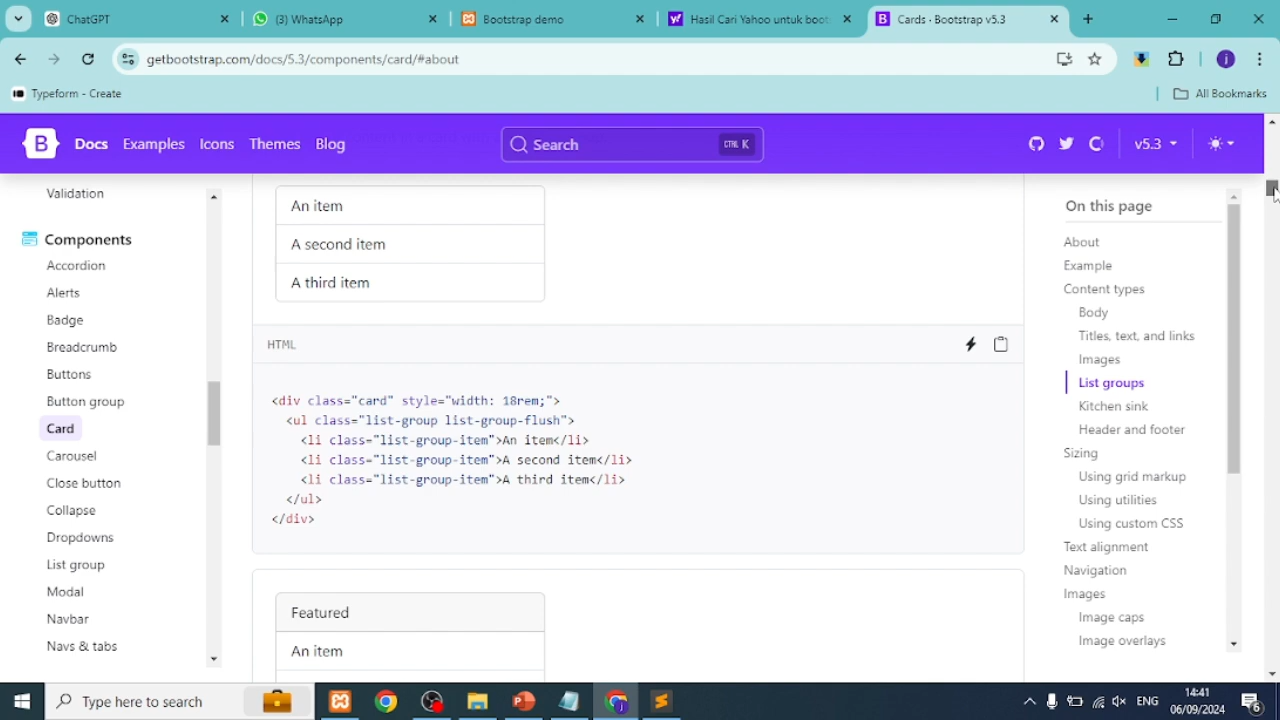 ChatGPT
(3) WhatsApp
Bootstrap demo
Hasil Cari Yahoo untuk boot
Cards · Bootstrap v5.3
getbootstrap.com/docs/5.3/components/card/#about
Typeform - Create
All Bookmarks
B Docs Examples Icons Themes Blog
Search
CTRL K
v5.3
Validation
Components
Accordion
Alerts
Badge
Breadcrumb
Buttons
Button group
Card
Carousel
Close button
Collapse
Dropdowns
List group
Modal
Navbar
Navs & tabs
An item
A second item
A third item
HTML
<div class="card" style="width: 18rem;">
<ul class="list-group list-group-flush">
<li class="list-group-item">An item</li>
<li class="list-group-item">A second item</li>
<li class="list-group-item">A third item</li>
</ul>
</div>
Featured
An item
On this page
About
Example
Content types
Body
Titles, text, and links
Images
List groups
Kitchen sink
Header and footer
Sizing
Using grid markup
Using utilities
Using custom CSS
Text alignment
Navigation
Images
Image caps
Image overlays
Type here to search
ENG
14:41
06/09/2024
6